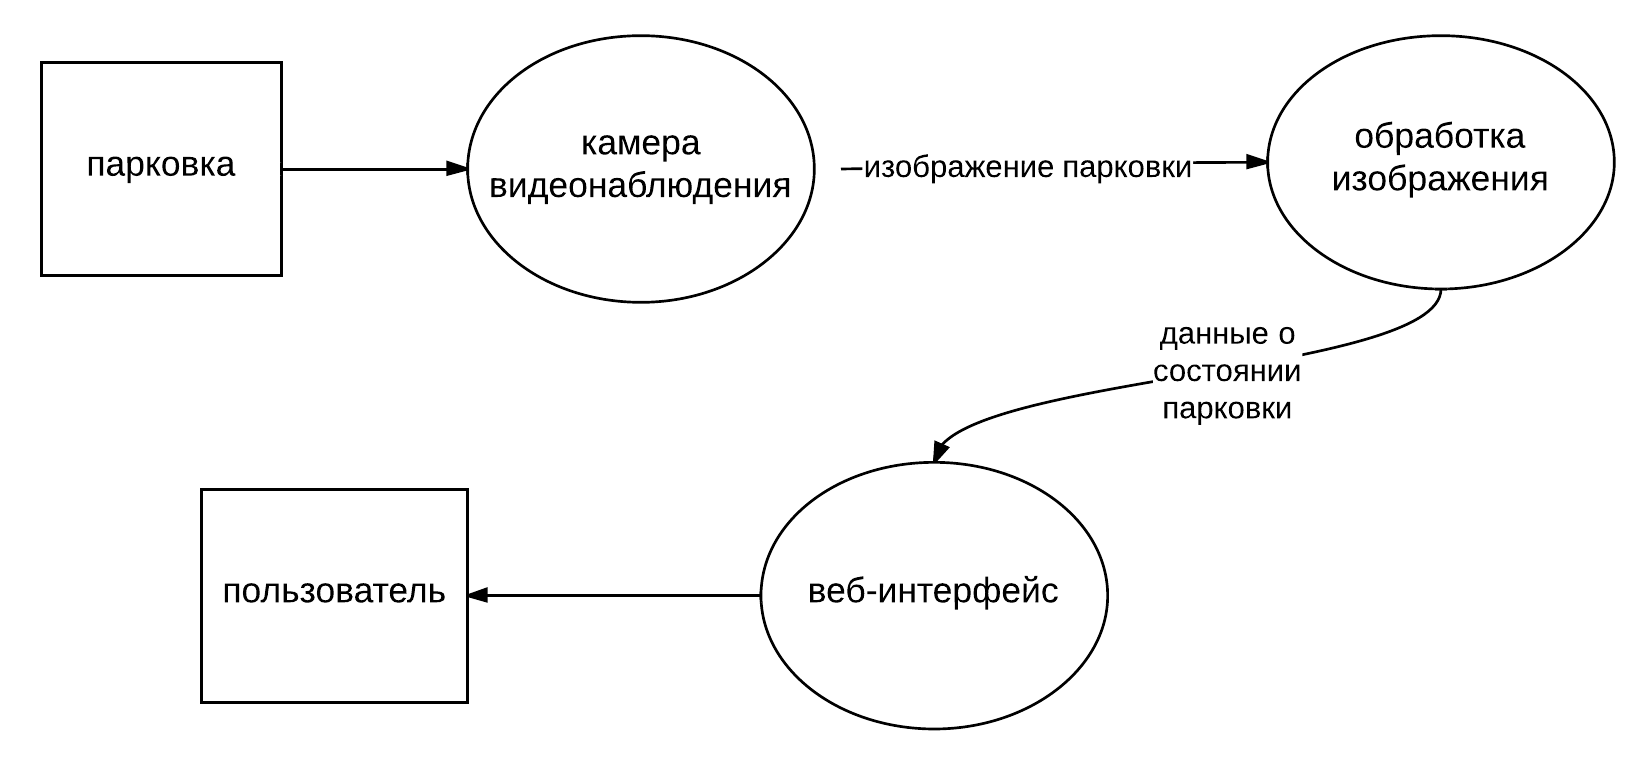 парковка
камера
видеонаблюдения
изображение парковки
обработка
изображения
данные о
состоянии
парковки
пользователь
веб-интерфейс